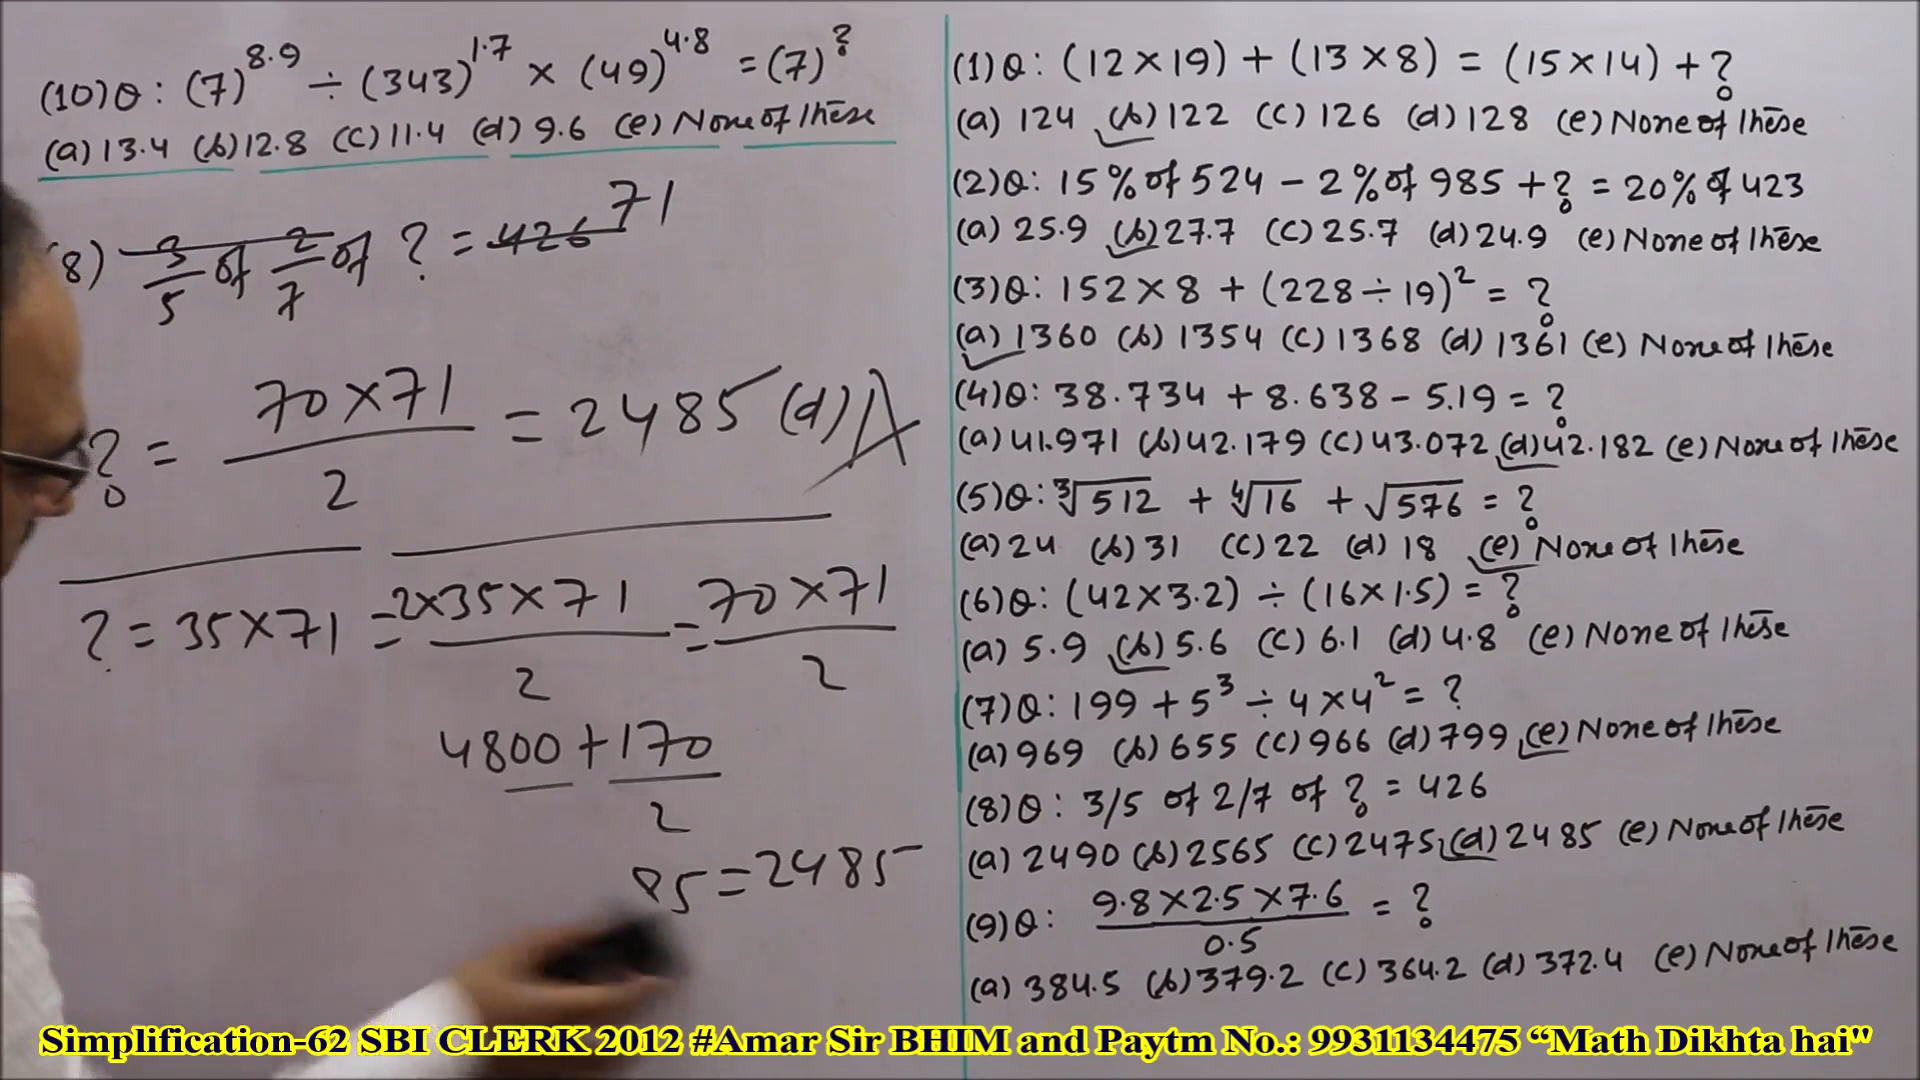 (10)Q: (7)^8.9 ÷ (343)^1.7 × (49)^4.8 = (7)^?
(a) 13.4 (b) 12.8 (c) 11.4 (d) 9.6 (e) None of these
8) 3/5 of 2/7 of ? = 426 71
? = 70×71/2 = 2485 (d) A
? = 35×71 = 2×35×71/2 = 70×71/2
4800+170
2
85 = 2485
(1)Q: (12×19) + (13×8) = (15×14) + ?
(a) 124 (b) 122 (c) 126 (d) 128 (e) None of these
(2)Q: 15% of 524 − 2% of 985 + ? = 20% of 423
(a) 25.9 (b) 27.7 (c) 25.7 (d) 24.9 (e) None of these
(3)Q: 152×8 + (228÷19)² = ?
(a) 1360 (b) 1354 (c) 1368 (d) 1361 (e) None of these
(4)Q: 38.734 + 8.638 − 5.19 = ?
(a) 41.971 (b) 42.179 (c) 43.072 (d) 42.182 (e) None of these
(5)Q: ∛512 + ∜16 + √576 = ?
(a) 24 (b) 31 (c) 22 (d) 18 (e) None of these
(6)Q: (42×3.2) ÷ (16×1.5) = ?
(a) 5.9 (b) 5.6 (c) 6.1 (d) 4.8 (e) None of these
(7)Q: 199 + 5³ ÷ 4 × 4² = ?
(a) 969 (b) 655 (c) 966 (d) 799 (e) None of these
(8)Q: 3/5 of 2/7 of ? = 426
(a) 2490 (b) 2565 (c) 2475 (d) 2485 (e) None of these
(9)Q: 9.8×2.5×7.6/0.5 = ?
(a) 384.5 (b) 379.2 (c) 364.2 (d) 372.4 (e) None of these
Simplification-62 SBI CLERK 2012 #Amar Sir BHIM and Paytm No.: 9931134475 “Math Dikhta hai"